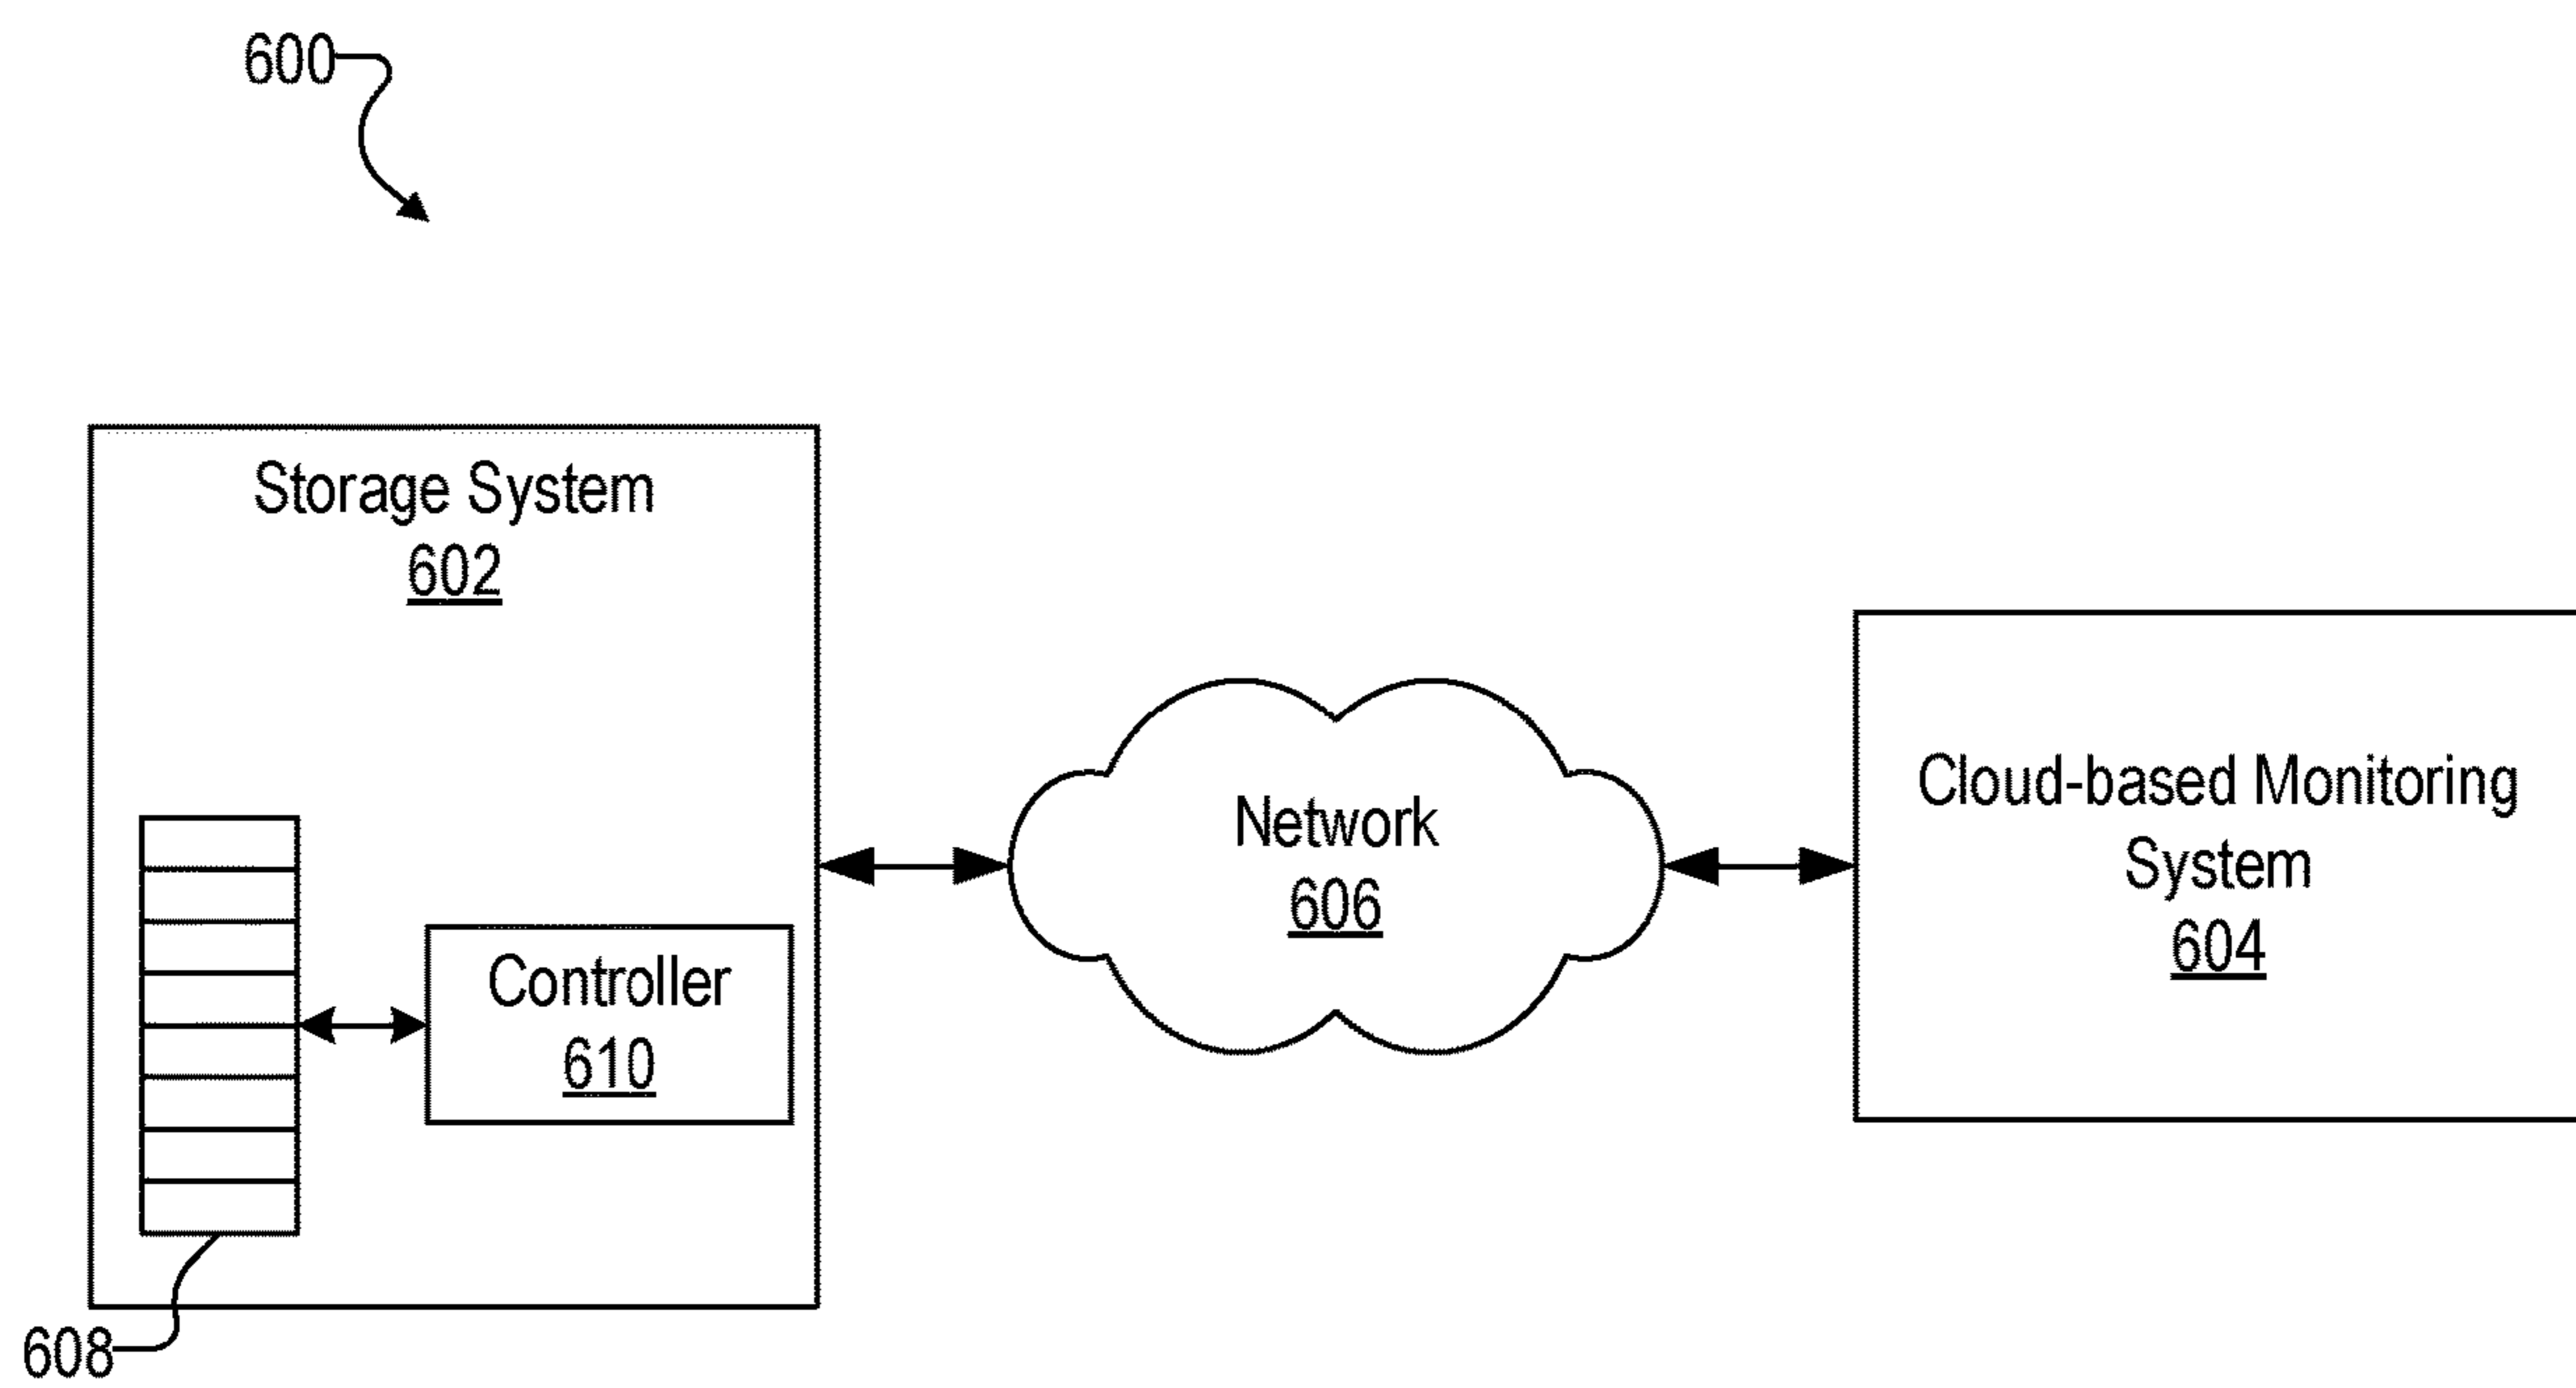 600
Storage System
602
Network
606
Cloud-based Monitoring
System
604
Controller
610
608